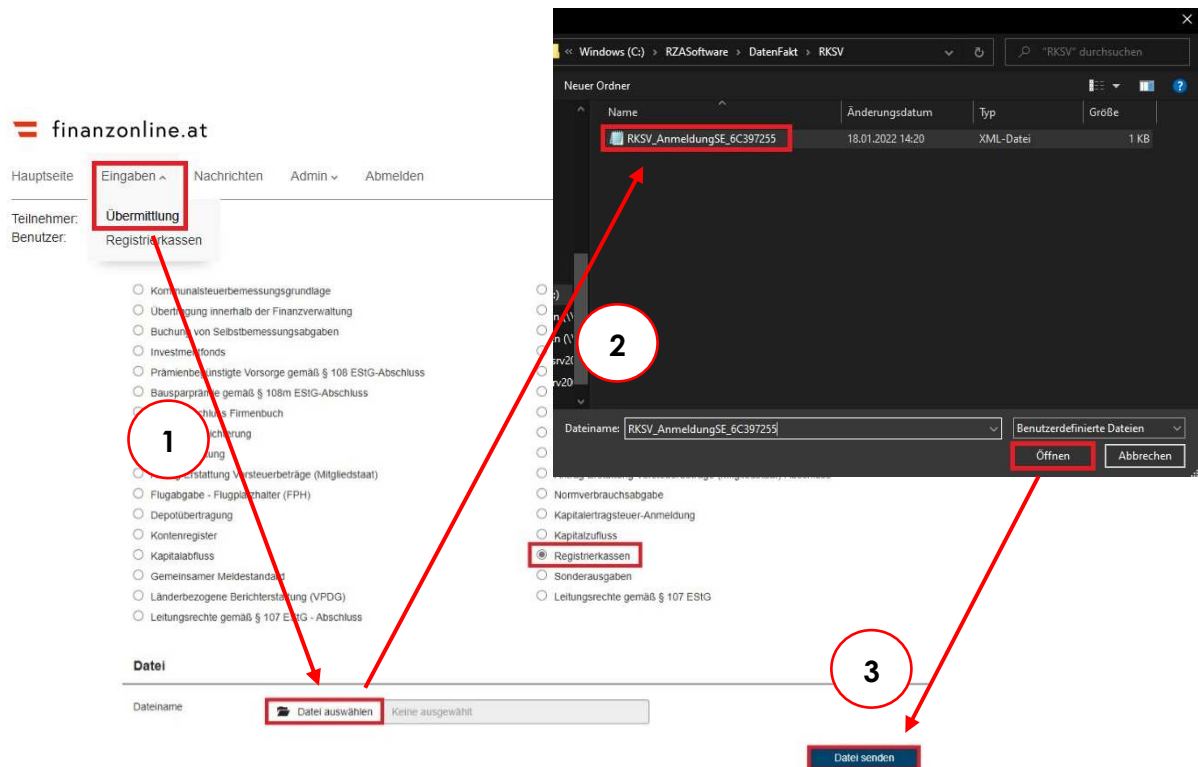 « Windows (C:) › RZASoftware › DatenFakt › RKSV
"RKSV" durchsuchen
Neuer Ordner
Name
Änderungsdatum
Typ
Größe
RKSV_AnmeldungSE_6C397255
18.01.2022 14:20
XML-Datei
1 KB
Dateiname:
RKSV_AnmeldungSE_6C397255
Benutzerdefinierte Dateien
Öffnen
Abbrechen
finanzonline.at
Hauptseite
Eingaben
Nachrichten
Admin
Abmelden
Teilnehmer:
Benutzer:
Übermittlung
Registrierkassen
Kommunalsteuerbemessungsgrundlage
Übertragung innerhalb der Finanzverwaltung
Buchung von Selbstbemessungsabgaben
Investmentfonds
Prämienbegünstigte Vorsorge gemäß § 108 EStG-Abschluss
Bausparprämie gemäß § 108m EStG-Abschluss
Firmenbuch
Erstattung Vorsteuerbeträge (Mitgliedstaat)
Flugabgabe - Flugplatzhalter (FPH)
Depotübertragung
Kontenregister
Kapitalabfluss
Gemeinsamer Meldestandard
Länderbezogene Berichterstattung (VPDG)
Leitungsrechte gemäß § 107 EStG - Abschluss
Normverbrauchsabgabe
Kapitalertragsteuer-Anmeldung
Kapitalzufluss
Registrierkassen
Sonderausgaben
Leitungsrechte gemäß § 107 EStG
1
2
3
Datei
Dateiname
Datei auswählen
Keine ausgewählt
Datei senden